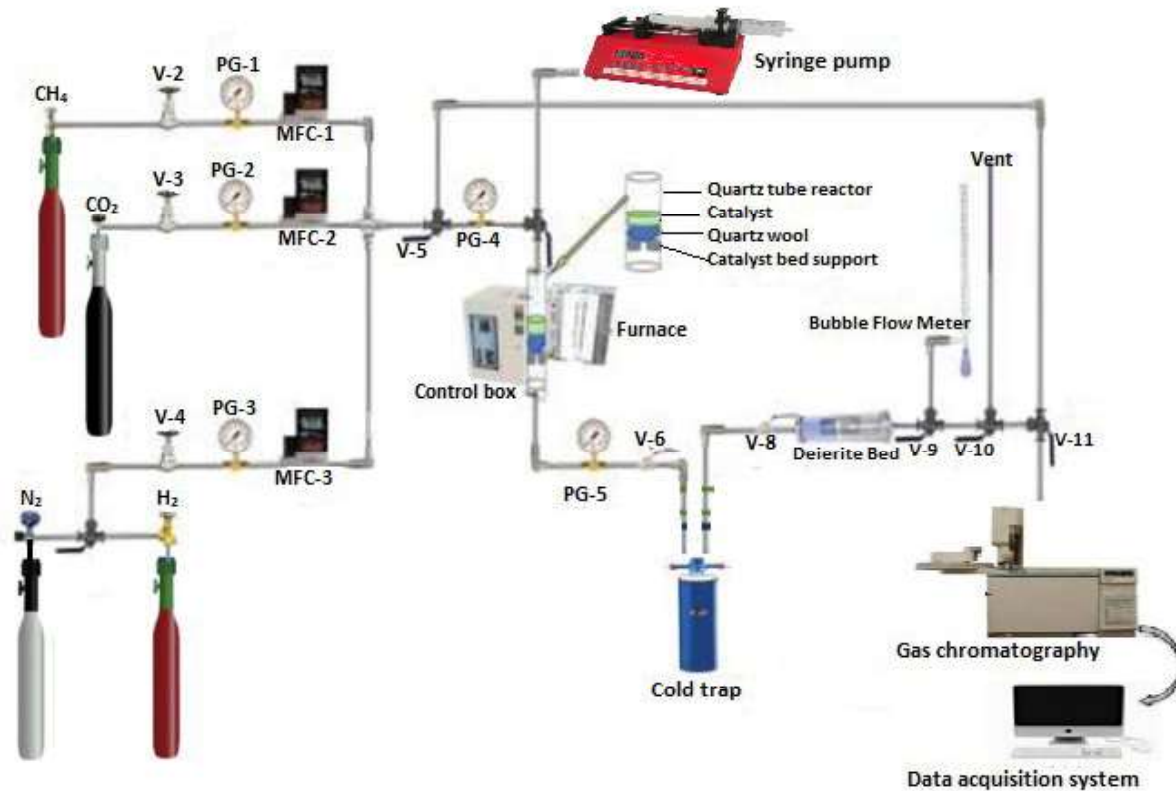 Syringe pump
CH₄
V-2
PG-1
MFC-1
CO₂
V-3
PG-2
MFC-2
V-5
PG-4
Quartz tube reactor
Catalyst
Quartz wool
Catalyst bed support
Vent
Furnace
Control box
Bubble Flow Meter
V-4
PG-3
MFC-3
N₂
H₂
PG-5
V-6
V-8
Deierite Bed
V-9
V-10
V-11
Cold trap
Gas chromatography
Data acquisition system